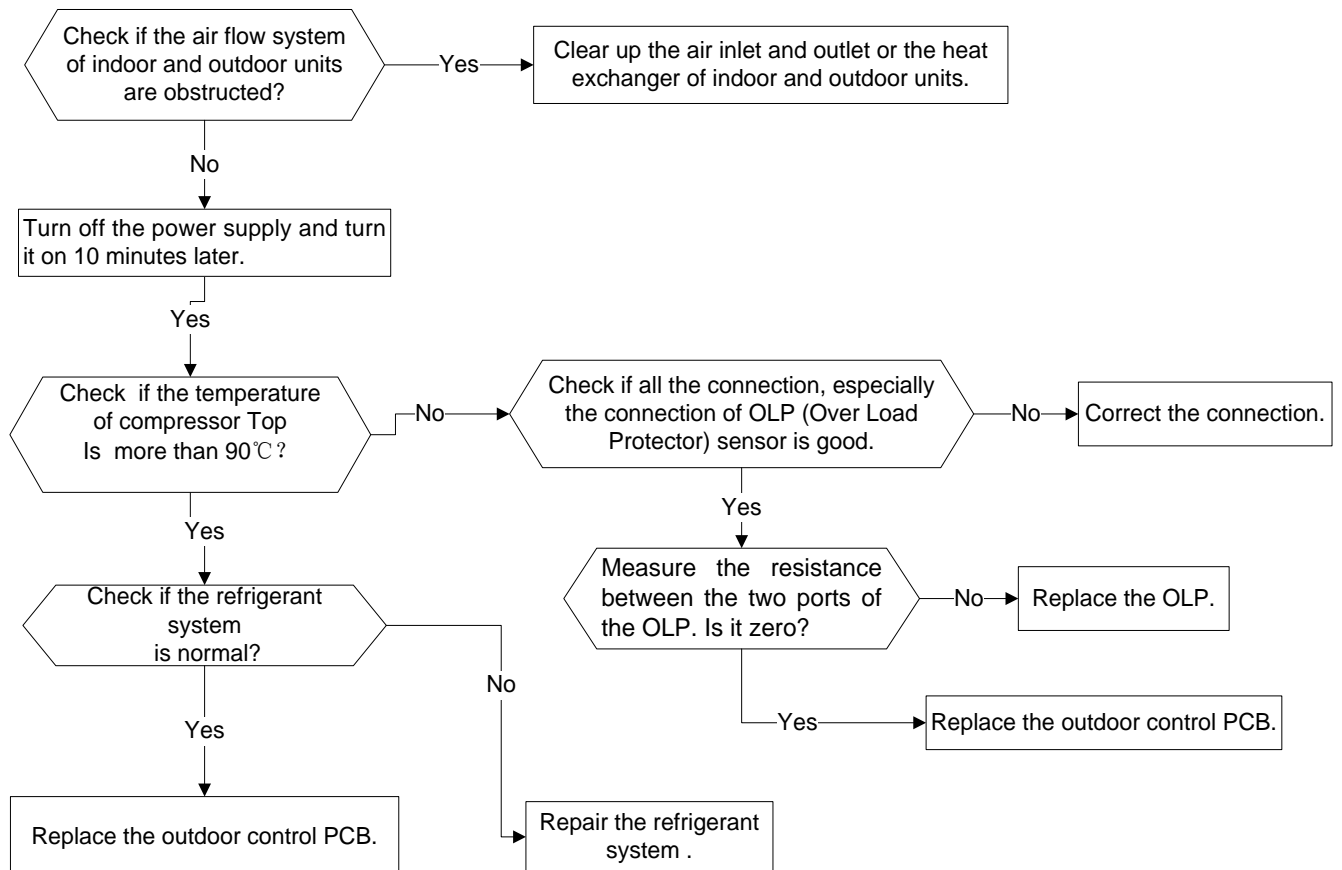 Check if the air flow system
of indoor and outdoor units
are obstructed?
Yes
Clear up the air inlet and outlet or the heat
exchanger of indoor and outdoor units.
No
Turn off the power supply and turn
it on 10 minutes later.
Yes
Check if the temperature
of compressor Top
Is more than 90℃?
No
Check if all the connection, especially
the connection of OLP (Over Load
Protector) sensor is good.
No
Correct the connection.
Yes
Yes
Measure the resistance
between the two ports of
the OLP. Is it zero?
No
Replace the OLP.
Check if the refrigerant
system
is normal?
No
Yes
Yes
Replace the outdoor control PCB.
Replace the outdoor control PCB.
Repair the refrigerant
system .